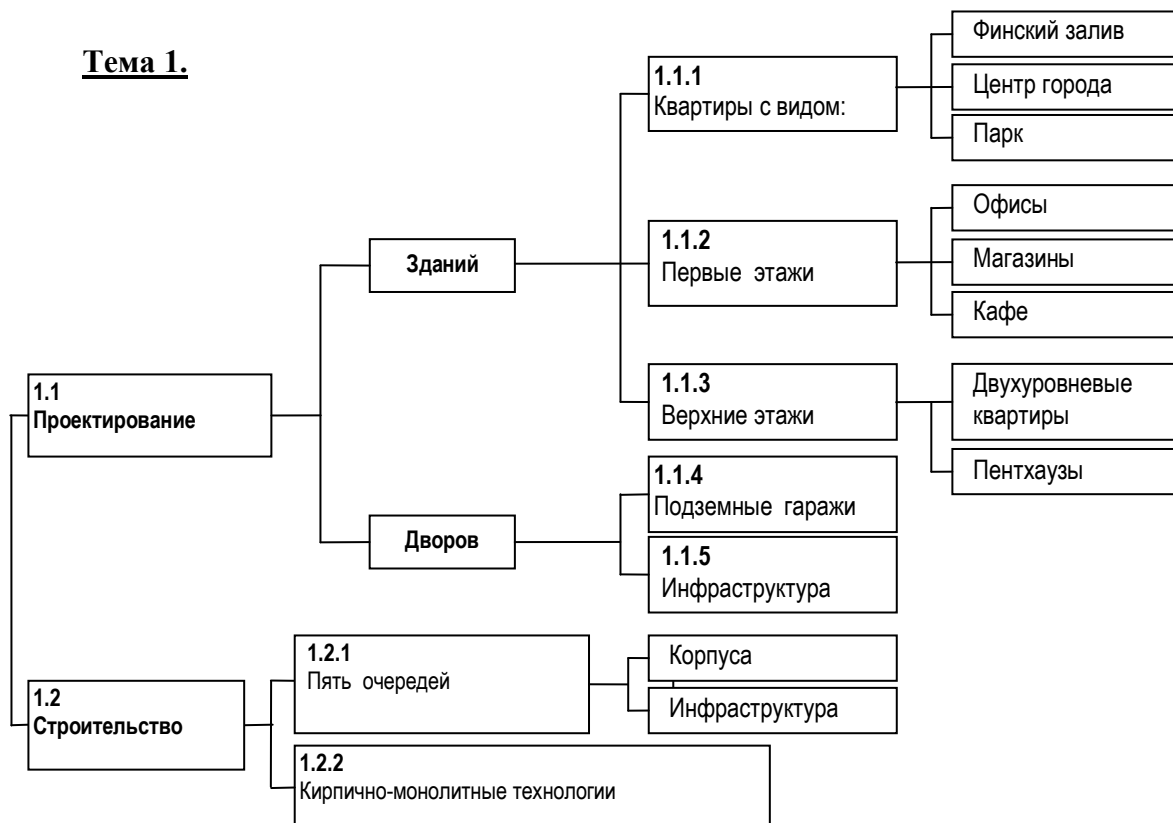 Тема 1.
1.1
Проектирование
Зданий
1.1.1
Квартиры с видом:
Финский залив
Центр города
Парк
1.1.2
Первые этажи
Офисы
Магазины
Кафе
1.1.3
Верхние этажи
Двухуровневые
квартиры
Пентхаузы
Дворов
1.1.4
Подземные гаражи
1.1.5
Инфраструктура
1.2
Строительство
1.2.1
Пять очередей
Корпуса
Инфраструктура
1.2.2
Кирпично-монолитные технологии